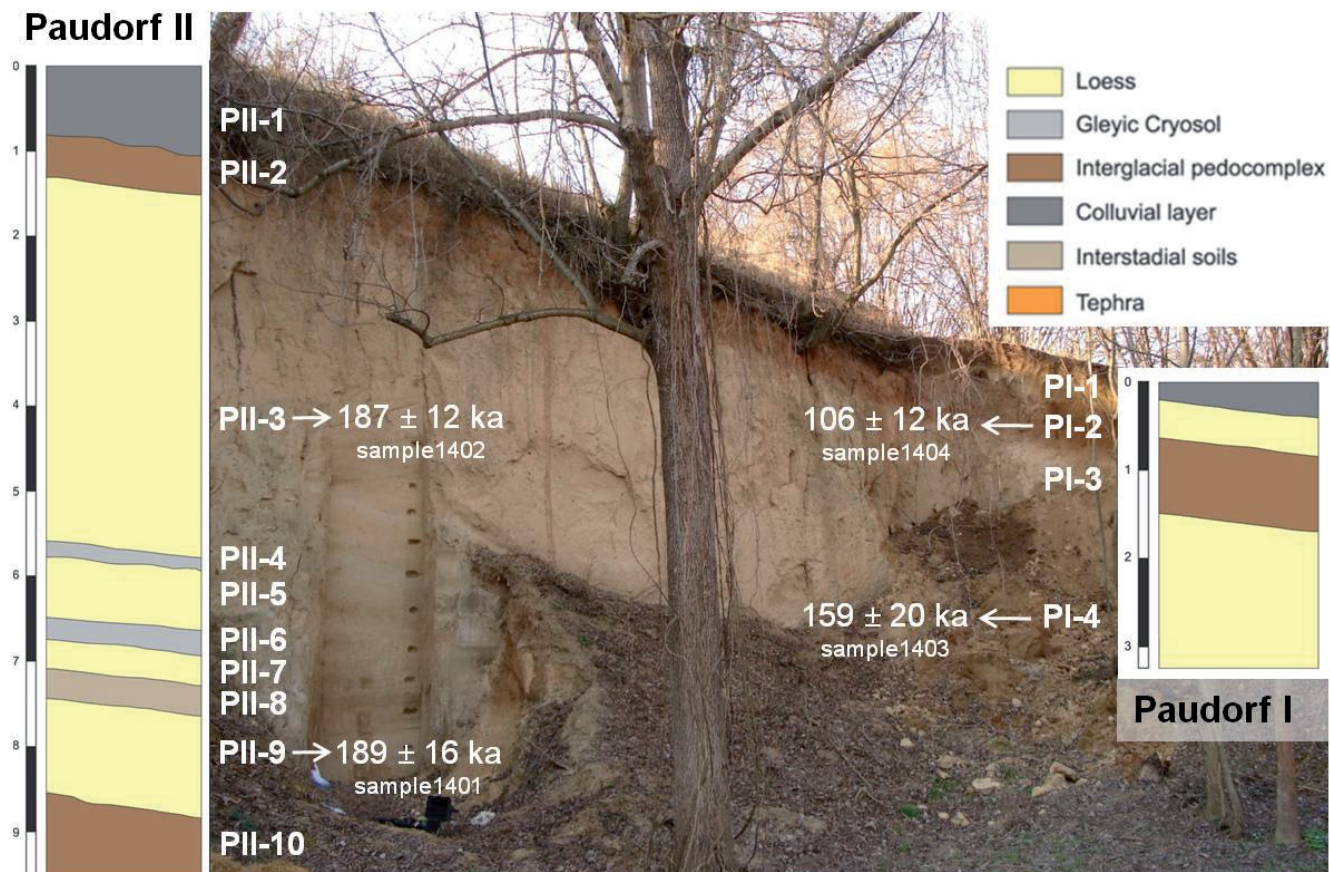 Paudorf II
0
1
2
3
4
5
6
7
8
9
PII-1
PII-2
PII-3 → 187 ± 12 ka
sample1402
PII-4
PII-5
PII-6
PII-7
PII-8
PII-9 → 189 ± 16 ka
sample1401
PII-10
Loess
Gleyic Cryosol
Interglacial pedocomplex
Colluvial layer
Interstadial soils
Tephra
PI-1
106 ± 12 ka ← PI-2
sample1404
PI-3
159 ± 20 ka ← PI-4
sample1403
0
1
2
3
Paudorf I